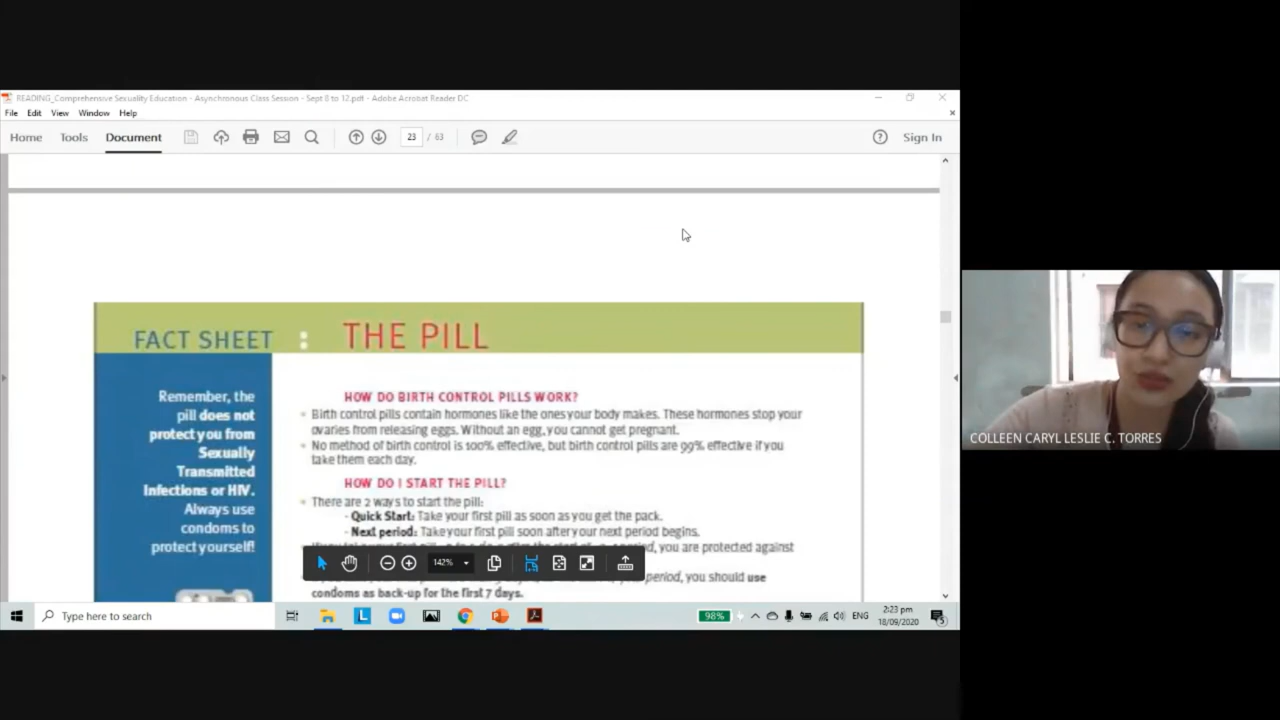 READING_Comprehensive Sexuality Education - Asynchronous Class Session - Sept 8 to 12.pdf - Adobe Acrobat Reader DC
File Edit View Window Help
Home Tools Document 23 / 63 Sign In
FACT SHEET : THE PILL
Remember, the
pill does not
protect you from
Sexually
Transmitted
Infections or HIV.
Always use
condoms to
protect yourself!
HOW DO BIRTH CONTROL PILLS WORK?
Birth control pills contain hormones like the ones your body makes. These hormones stop your
ovaries from releasing eggs. Without an egg, you cannot get pregnant.
No method of birth control is 100% effective, but birth control pills are 99% effective if you
take them each day.
HOW DO I START THE PILL?
There are 2 ways to start the pill:
- Quick Start: Take your first pill as soon as you get the pack.
- Next period: Take your first pill soon after your next period begins.
period, you are protected against
period, you should use
condoms as back-up for the first 7 days.
142%
Type here to search
98%
ENG
2:23 pm
18/09/2020
5
COLLEEN CARYL LESLIE C. TORRES